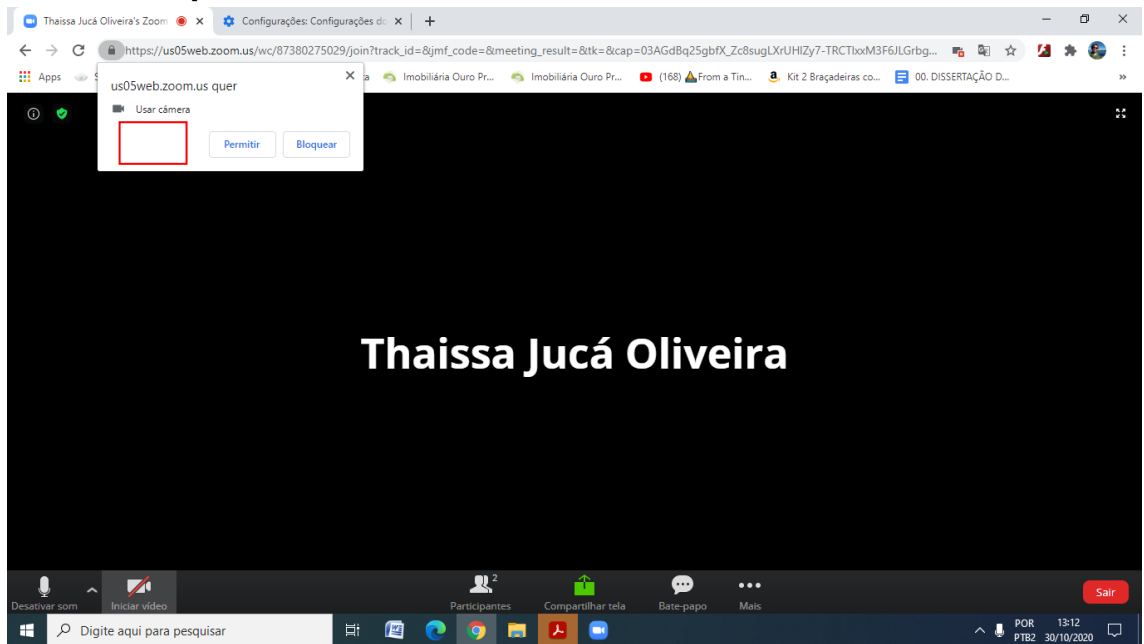 Thaissa Jucá Oliveira's Zoom
Configurações: Configurações do
https://us05web.zoom.us/wc/87380275029/join?track_id=&jmf_code=&meeting_result=&tk=&cap=03AGdBq25gbfX_Zc8sugLXrUHlZy7-TRCTlxxM3F6JLGrbg...
Apps
Imobiliária Ouro Pr...
Imobiliária Ouro Pr...
(168) From a Tin...
Kit 2 Braçadeiras co...
00. DISSERTAÇÃO D...
us05web.zoom.us quer
Usar câmera
Permitir Bloquear
Thaissa Jucá Oliveira
2
Desativar som Iniciar vídeo Participantes Compartilhar tela Bate-papo Mais Sair
Digite aqui para pesquisar
POR 13:12
PTB2 30/10/2020